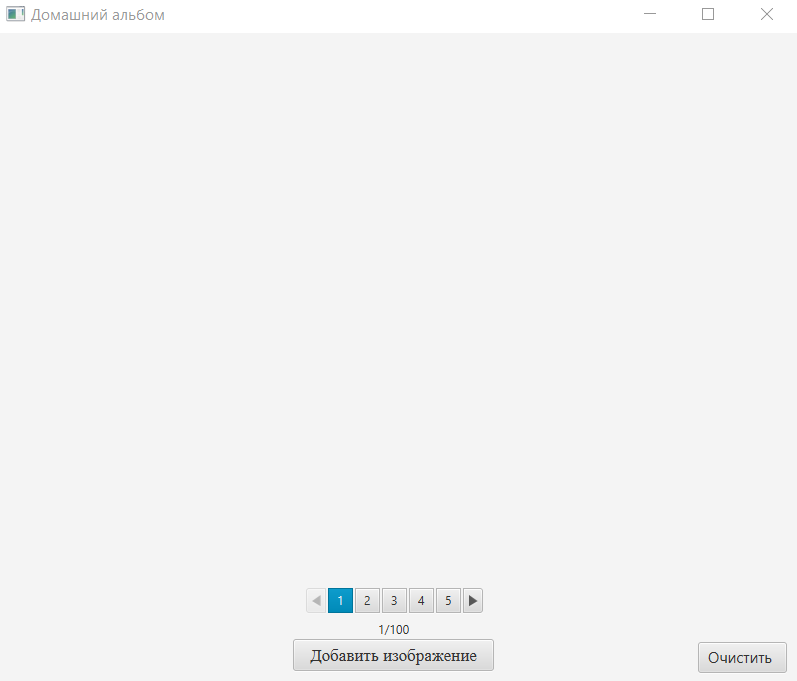 Домашний альбом
1 2 3 4 5
1/100
Добавить изображение
Очистить